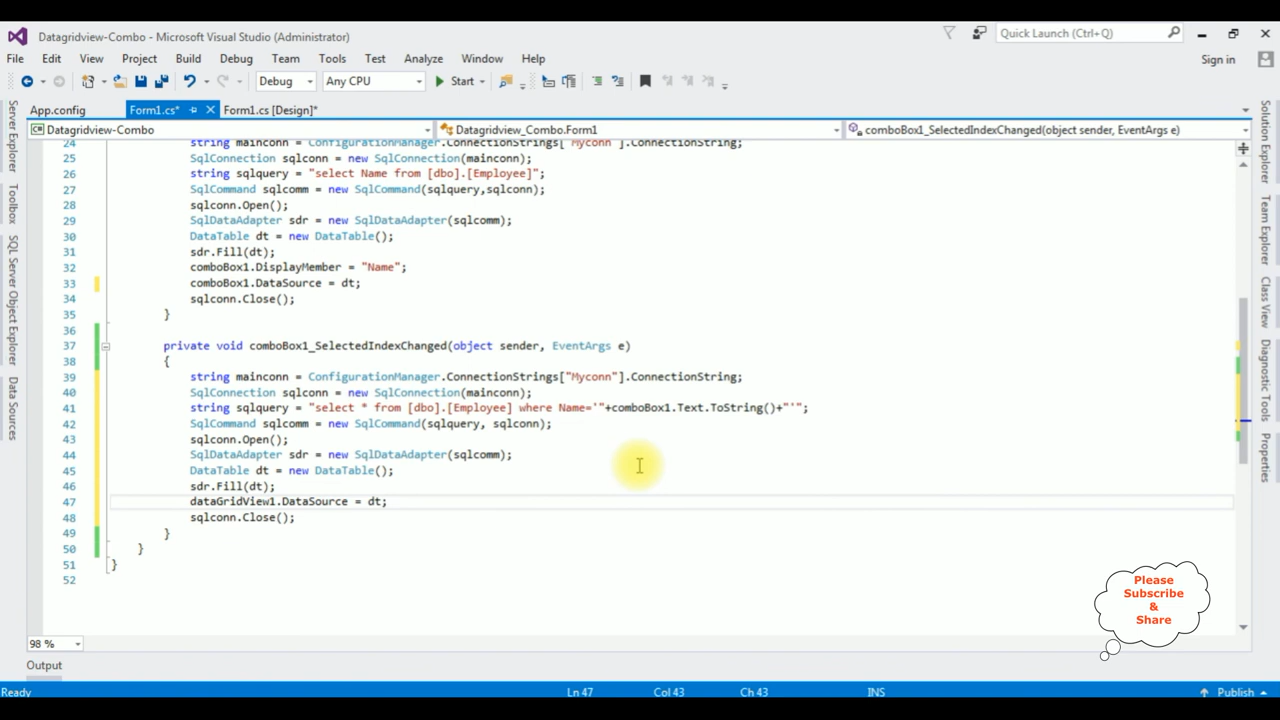 Datagridview-Combo - Microsoft Visual Studio (Administrator)
Quick Launch (Ctrl+Q)
File Edit View Project Build Debug Team Tools Test Analyze Window Help
Sign in
Debug Any CPU Start
App.config Form1.cs* Form1.cs [Design]*
Datagridview-Combo Datagridview_Combo.Form1 comboBox1_SelectedIndexChanged(object sender, EventArgs e)
24 string mainconn = ConfigurationManager.ConnectionStrings["Myconn"].ConnectionString;
25 SqlConnection sqlconn = new SqlConnection(mainconn);
26 string sqlquery = "select Name from [dbo].[Employee]";
27 SqlCommand sqlcomm = new SqlCommand(sqlquery,sqlconn);
28 sqlconn.Open();
29 SqlDataAdapter sdr = new SqlDataAdapter(sqlcomm);
30 DataTable dt = new DataTable();
31 sdr.Fill(dt);
32 comboBox1.DisplayMember = "Name";
33 comboBox1.DataSource = dt;
34 sqlconn.Close();
35 }
36
37 private void comboBox1_SelectedIndexChanged(object sender, EventArgs e)
38 {
39 string mainconn = ConfigurationManager.ConnectionStrings["Myconn"].ConnectionString;
40 SqlConnection sqlconn = new SqlConnection(mainconn);
41 string sqlquery = "select * from [dbo].[Employee] where Name='"+comboBox1.Text.ToString()+"'";
42 SqlCommand sqlcomm = new SqlCommand(sqlquery, sqlconn);
43 sqlconn.Open();
44 SqlDataAdapter sdr = new SqlDataAdapter(sqlcomm);
45 DataTable dt = new DataTable();
46 sdr.Fill(dt);
47 dataGridView1.DataSource = dt;
48 sqlconn.Close();
49 }
50 }
51 }
52
Server Explorer
Toolbox
SQL Server Object Explorer
Data Sources
Solution Explorer
Team Explorer
Class View
Diagnostic Tools
Properties
Please
Subscribe
&
Share
98 %
Output
Ready Ln 47 Col 43 Ch 43 INS Publish